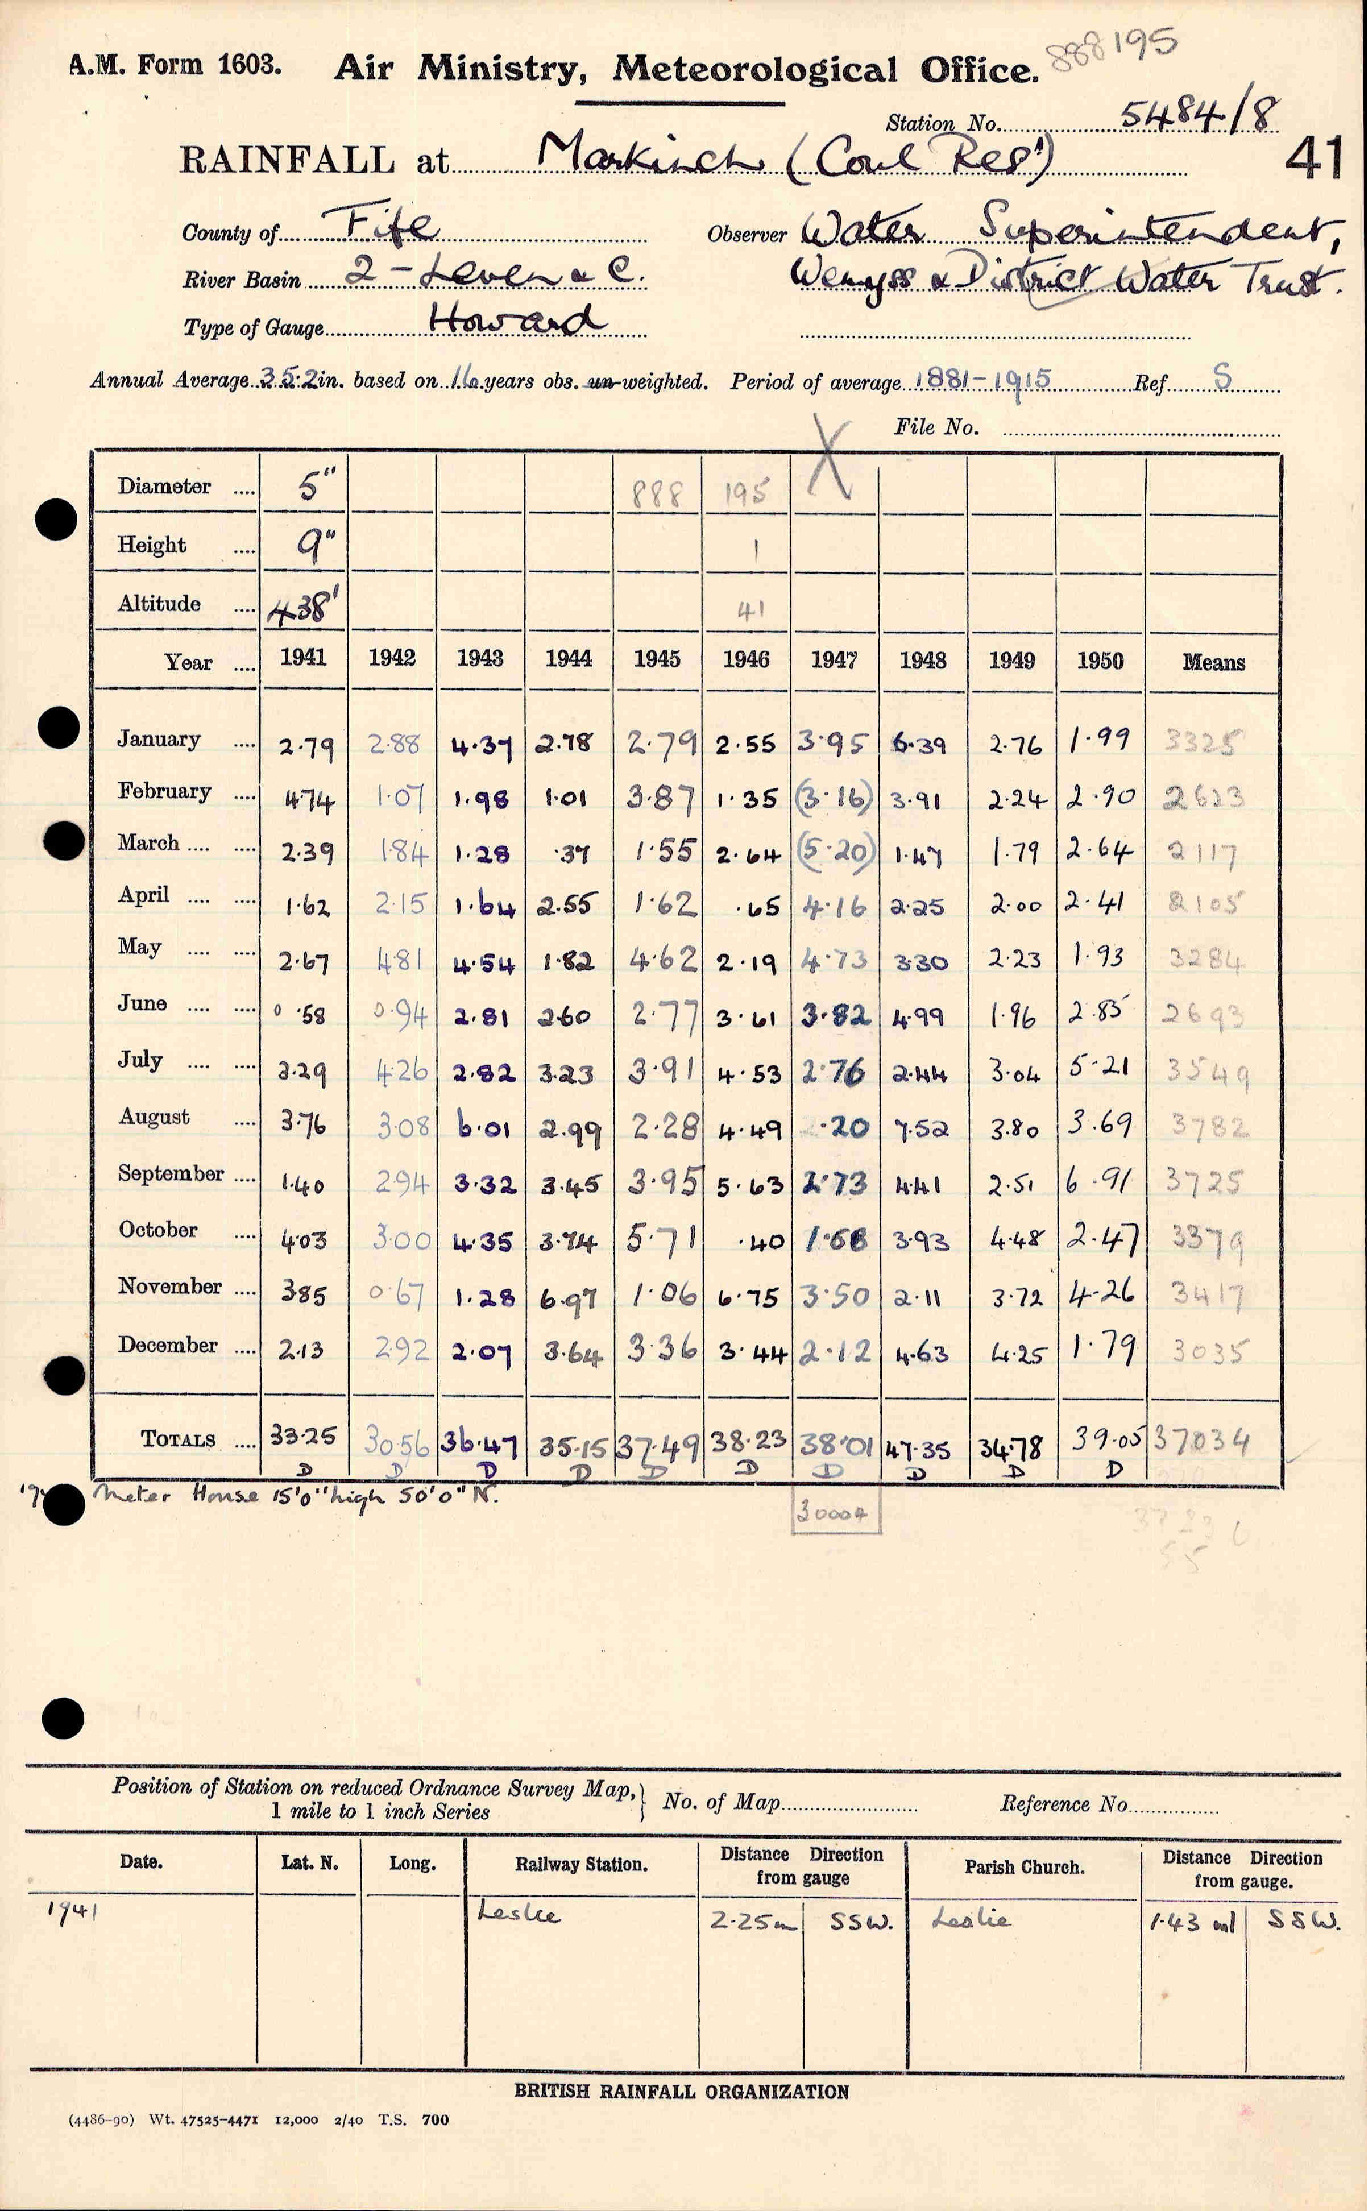 888195
A.M. Form 1603. Air Ministry, Meteorological Office.
Station No. 5484/8
RAINFALL at Markinch (Coul Resr) 41
County of Fife Observer Water Superintendent,
River Basin 2 - Leven & C. Wemyss & District Water Trust.
Type of Gauge Howard
Annual Average 35.2 in. based on 16 years obs. un-weighted. Period of average 1881-1915 Ref S
File No. X
Diameter .... 5" 888 195
Height .... 9" 1
Altitude .... 438' 41
Year .... 1941 1942 1943 1944 1945 1946 1947 1948 1949 1950 Means
January .... 2.79 2.88 4.37 2.78 2.79 2.55 3.95 6.39 2.76 1.99 3325
February .... 4.74 1.07 1.98 1.01 3.87 1.35 (3.16) 3.91 2.24 2.90 2623
March .... .... 2.39 1.84 1.28 .37 1.55 2.64 (5.20) 1.47 1.79 2.64 2117
April .... .... 1.62 2.15 1.64 2.55 1.62 .65 4.16 2.25 2.00 2.41 2105
May .... .... 2.67 4.81 4.54 1.82 4.62 2.19 4.73 3.30 2.23 1.93 3284
June .... .... 0.58 0.94 2.81 2.60 2.77 3.61 3.82 4.99 1.96 2.85 2693
July .... .... 3.29 4.26 2.82 3.23 3.91 4.53 2.76 2.44 3.04 5.21 3549
August .... 3.76 3.08 6.01 2.99 2.28 4.49 .20 7.52 3.80 3.69 3782
September .... 1.40 2.94 3.32 3.45 3.95 5.63 2.73 4.41 2.51 6.91 3725
October .... 4.03 3.00 4.35 3.74 5.71 .40 1.68 3.93 4.48 2.47 3379
November .... 3.85 0.67 1.28 6.97 1.06 6.75 3.50 2.11 3.72 4.26 3417
December .... 2.13 2.92 2.07 3.64 3.36 3.44 2.12 4.63 4.25 1.79 3035
TOTALS .... 33.25 30.56 36.47 35.15 37.49 38.23 38.01 47.35 34.78 39.05 37034
D D D D D D D D D D
Meter House 15'0" high 50'0" N.
30004
Position of Station on reduced Ordnance Survey Map, } No. of Map Reference No.
1 mile to 1 inch Series
Date. Lat. N. Long. Railway Station. Distance Direction from gauge Parish Church. Distance Direction from gauge.
1941 Leslie 2.25m SSW. Leslie 1.43 ml SSW.
BRITISH RAINFALL ORGANIZATION
(4486-90) Wt. 47525-4471 12,000 2/40 T.S. 700